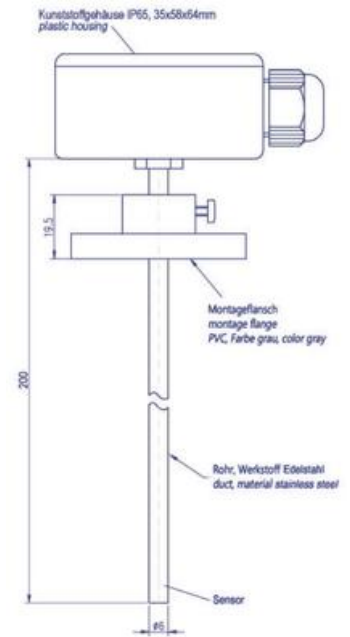 Kunststoffgehäuse IP65, 35x58x64mm
plastic housing
19.5
Montageflansch
montage flange
PVC, Farbe grau, color gray
200
Rohr, Werkstoff Edelstahl
duct, material stainless steel
Sensor
ø6